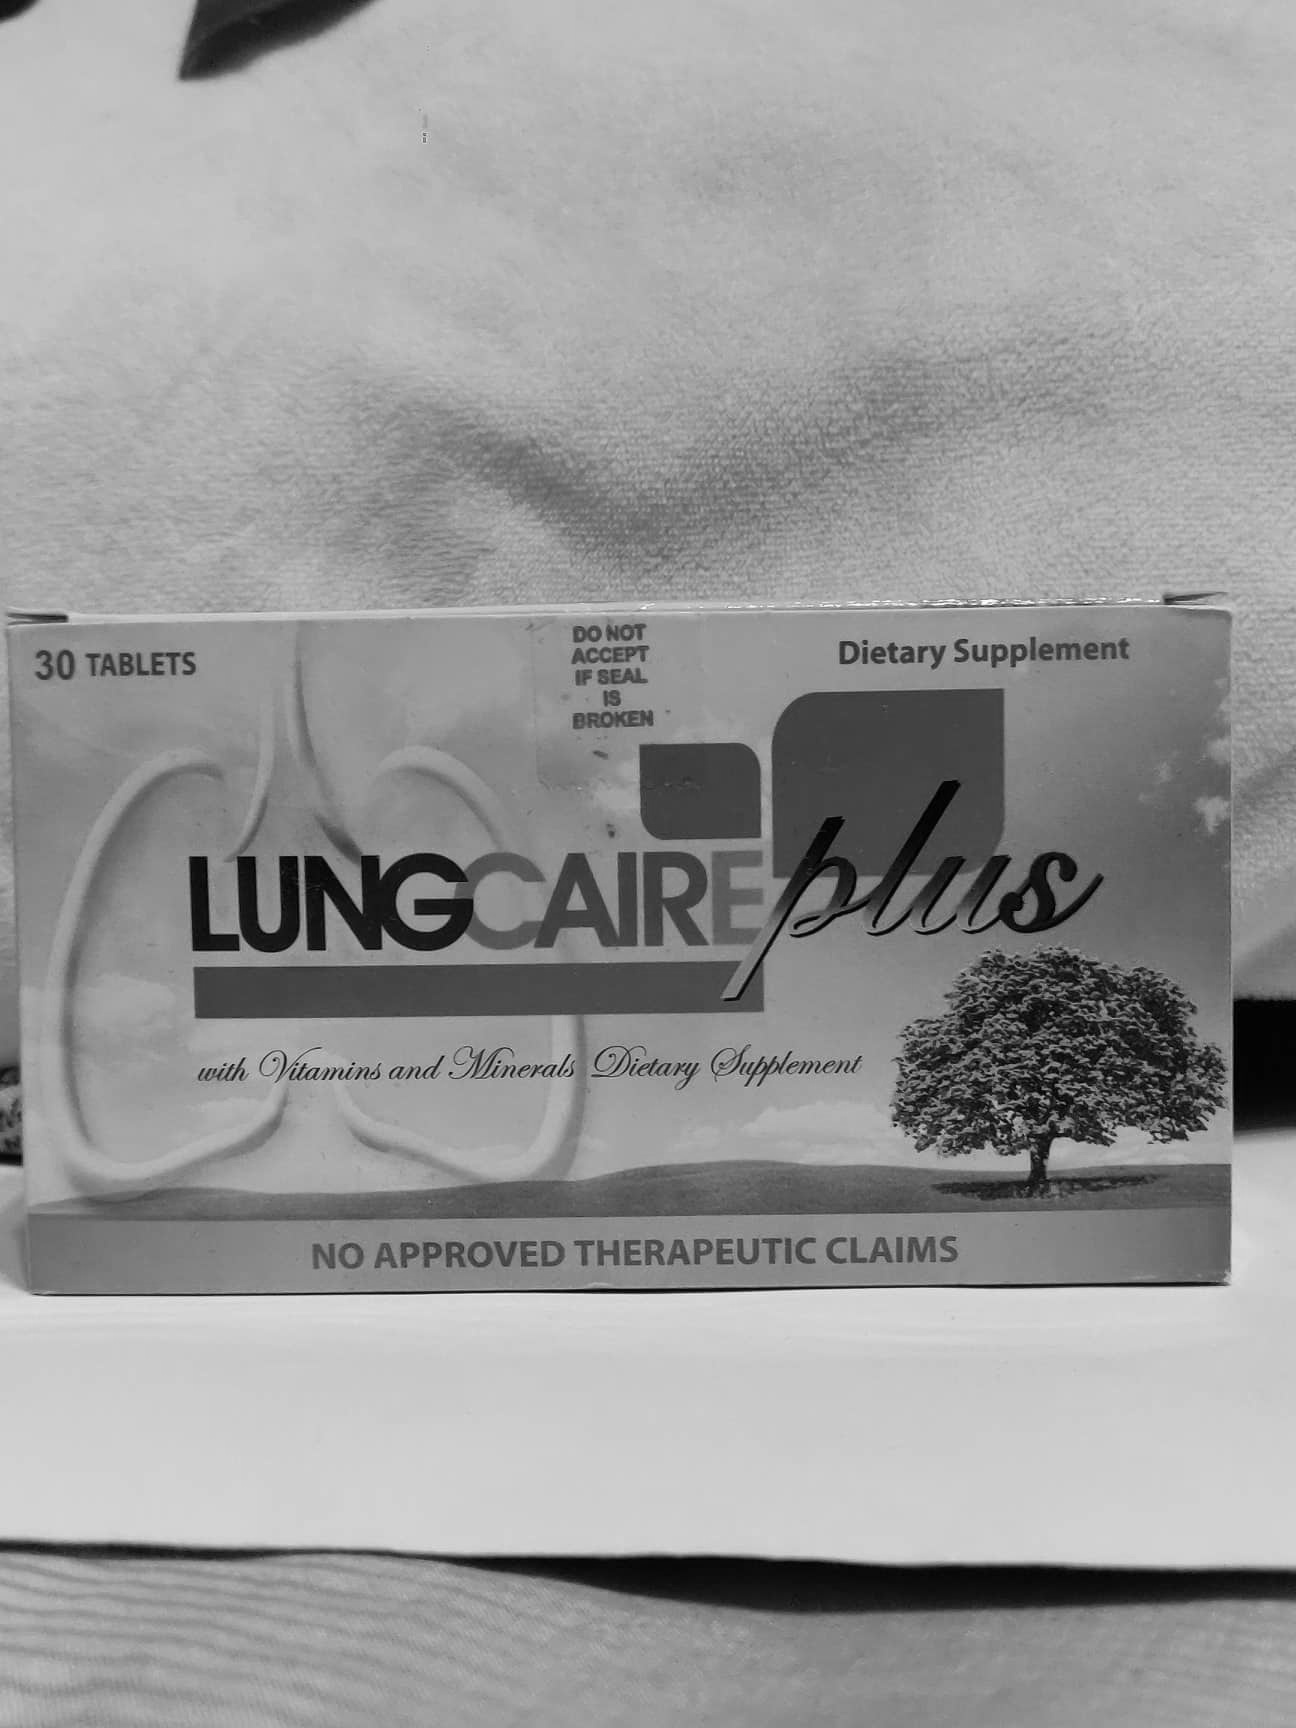 30 TABLETS
DO NOT
ACCEPT
IF SEAL
IS
BROKEN
Dietary Supplement
LUNGCAIRE plus
with Vitamins and Minerals Dietary Supplement
NO APPROVED THERAPEUTIC CLAIMS